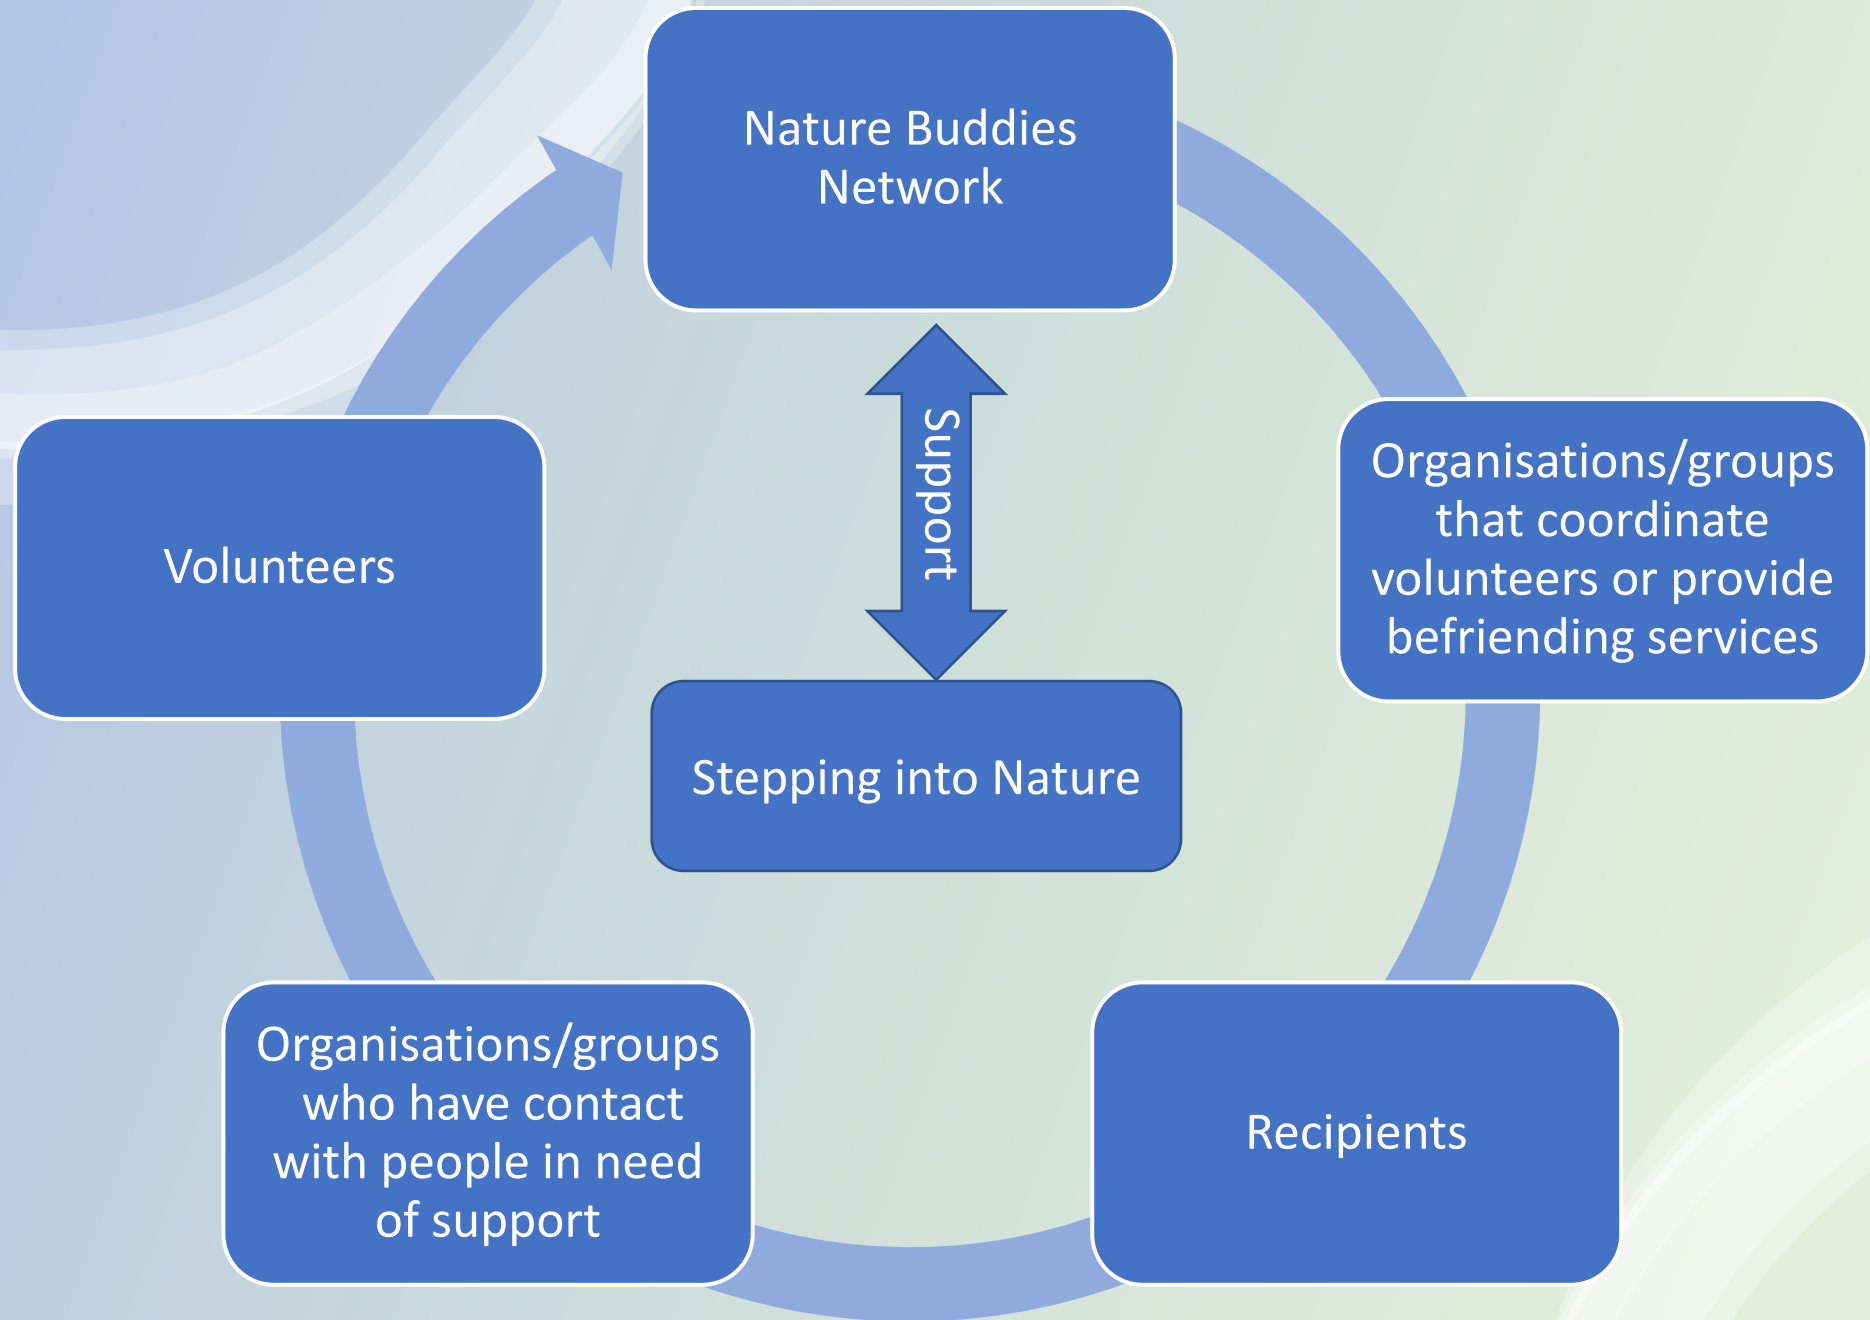 Nature Buddies
Network
Support
Organisations/groups
that coordinate
volunteers or provide
befriending services
Volunteers
Stepping into Nature
Organisations/groups
who have contact
with people in need
of support
Recipients